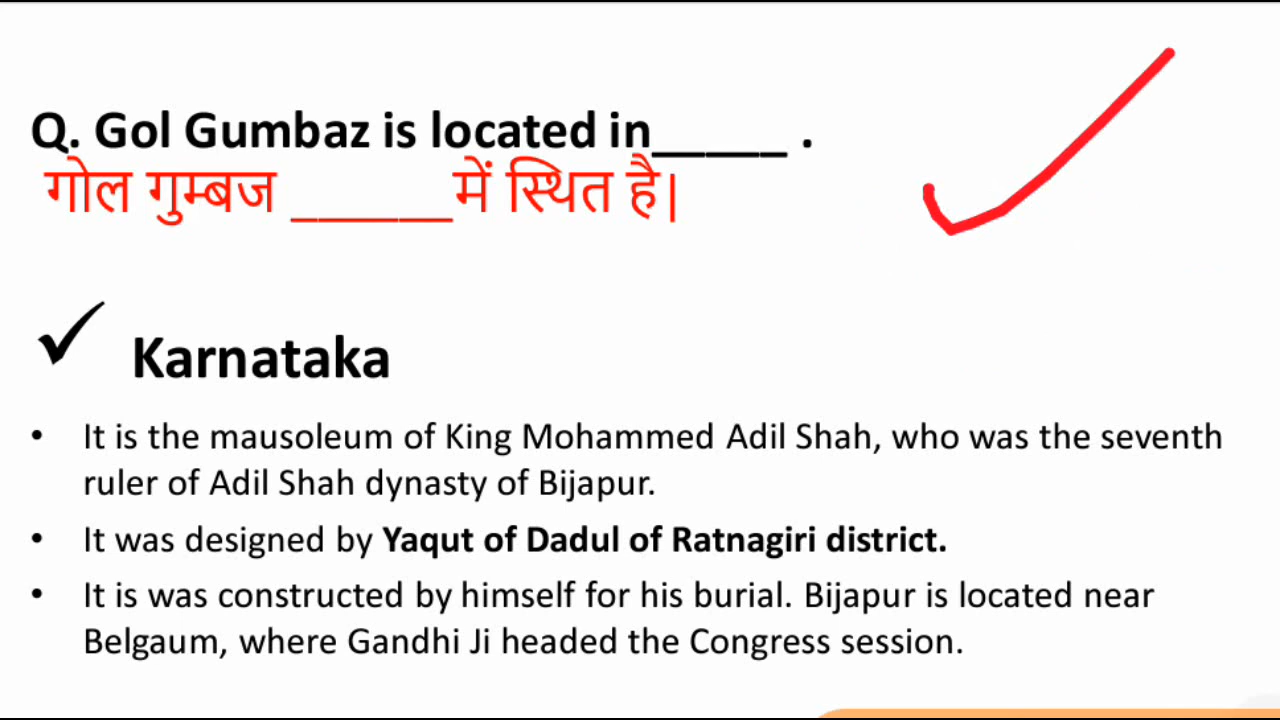 Q. Gol Gumbaz is located in_____ .
गोल गुम्बज ______में स्थित है|
Karnataka
• It is the mausoleum of King Mohammed Adil Shah, who was the seventh
ruler of Adil Shah dynasty of Bijapur.
• It was designed by Yaqut of Dadul of Ratnagiri district.
• It is was constructed by himself for his burial. Bijapur is located near
Belgaum, where Gandhi Ji headed the Congress session.